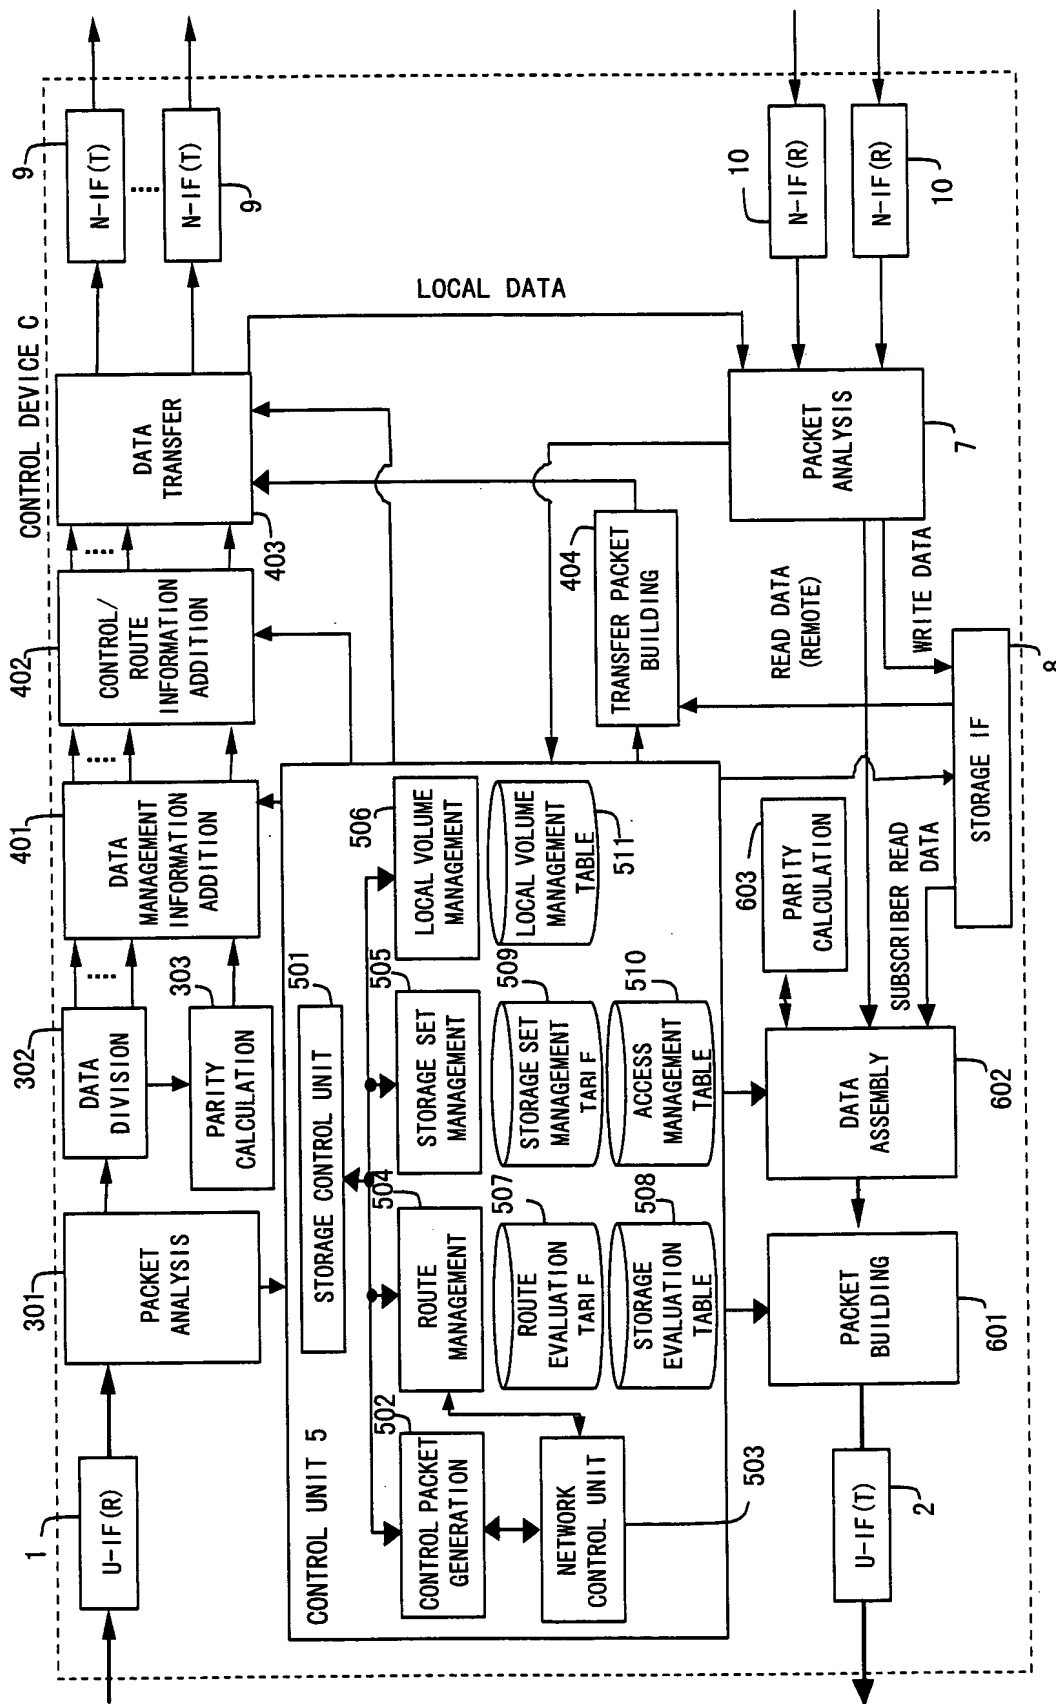 CONTROL DEVICE C
1
U-IF(R)
301
PACKET
ANALYSIS
302
DATA
DIVISION
303
PARITY
CALCULATION
401
DATA
MANAGEMENT
INFORMATION
ADDITION
402
CONTROL/
ROUTE
INFORMATION
ADDITION
403
DATA
TRANSFER
9
N-IF(T)
N-IF(T)
9
LOCAL DATA
CONTROL UNIT 5
501
STORAGE CONTROL UNIT
502
CONTROL PACKET
GENERATION
NETWORK
CONTROL UNIT
503
504
ROUTE
MANAGEMENT
505
STORAGE SET
MANAGEMENT
506
LOCAL VOLUME
MANAGEMENT
507
ROUTE
EVALUATION
TARIF
509
STORAGE SET
MANAGEMENT
TARIF
LOCAL VOLUME
MANAGEMENT
TABLE
511
508
STORAGE
EVALUATION
TABLE
510
ACCESS
MANAGEMENT
TABLE
404
TRANSFER PACKET
BUILDING
10
N-IF(R)
N-IF(R)
10
PACKET
ANALYSIS
7
READ DATA
(REMOTE)
WRITE DATA
STORAGE IF
8
603
PARITY
CALCULATION
SUBSCRIBER READ
DATA
DATA
ASSEMBLY
602
PACKET
BUILDING
601
U-IF(T)
2